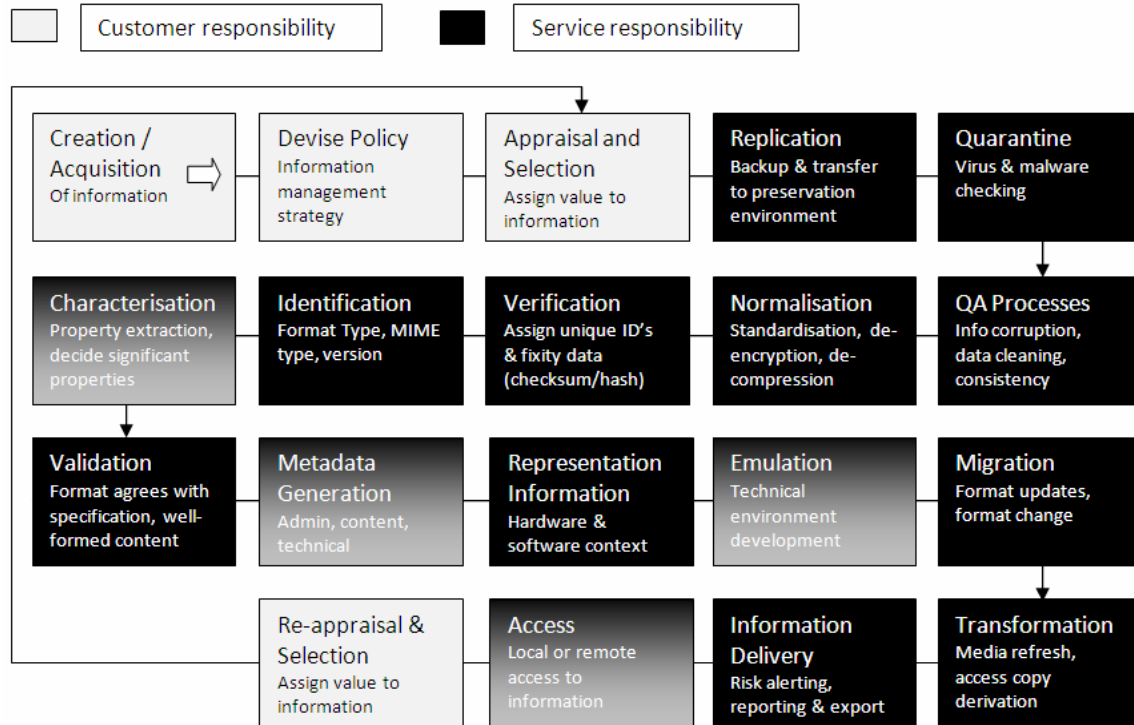 Customer responsibility
Service responsibility
Creation /
Acquisition
Of information
Devise Policy
Information
management
strategy
Appraisal and
Selection
Assign value to
information
Replication
Backup & transfer
to preservation
environment
Quarantine
Virus & malware
checking
Characterisation
Property extraction,
decide significant
properties
Identification
Format Type, MIME
type, version
Verification
Assign unique ID's
& fixity data
(checksum/hash)
Normalisation
Standardisation, de-
encryption, de-
compression
QA Processes
Info corruption,
data cleaning,
consistency
Validation
Format agrees with
specification, well-
formed content
Metadata
Generation
Admin, content,
technical
Representation
Information
Hardware &
software context
Emulation
Technical
environment
development
Migration
Format updates,
format change
Re-appraisal &
Selection
Assign value to
information
Access
Local or remote
access to
information
Information
Delivery
Risk alerting,
reporting & export
Transformation
Media refresh,
access copy
derivation